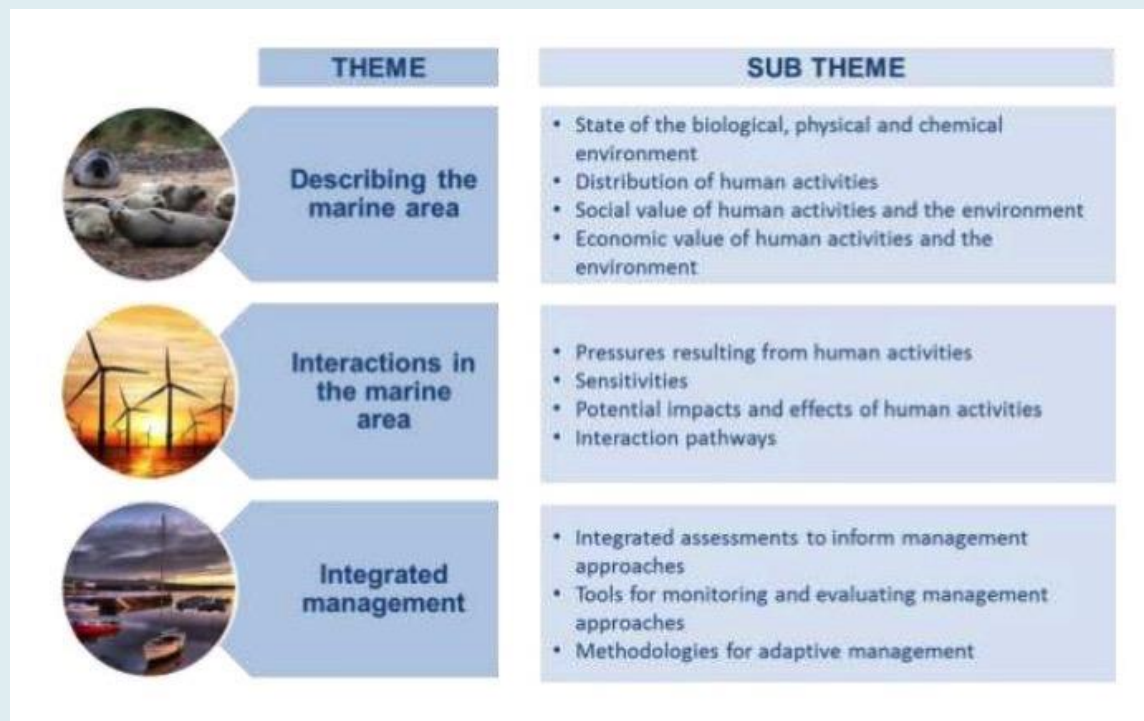 THEME
SUB THEME
Describing the
marine area
• State of the biological, physical and chemical
environment
• Distribution of human activities
• Social value of human activities and the environment
• Economic value of human activities and the
environment
Interactions in
the marine
area
• Pressures resulting from human activities
• Sensitivities
• Potential impacts and effects of human activities
• Interaction pathways
Integrated
management
• Integrated assessments to inform management
approaches
• Tools for monitoring and evaluating management
approaches
• Methodologies for adaptive management